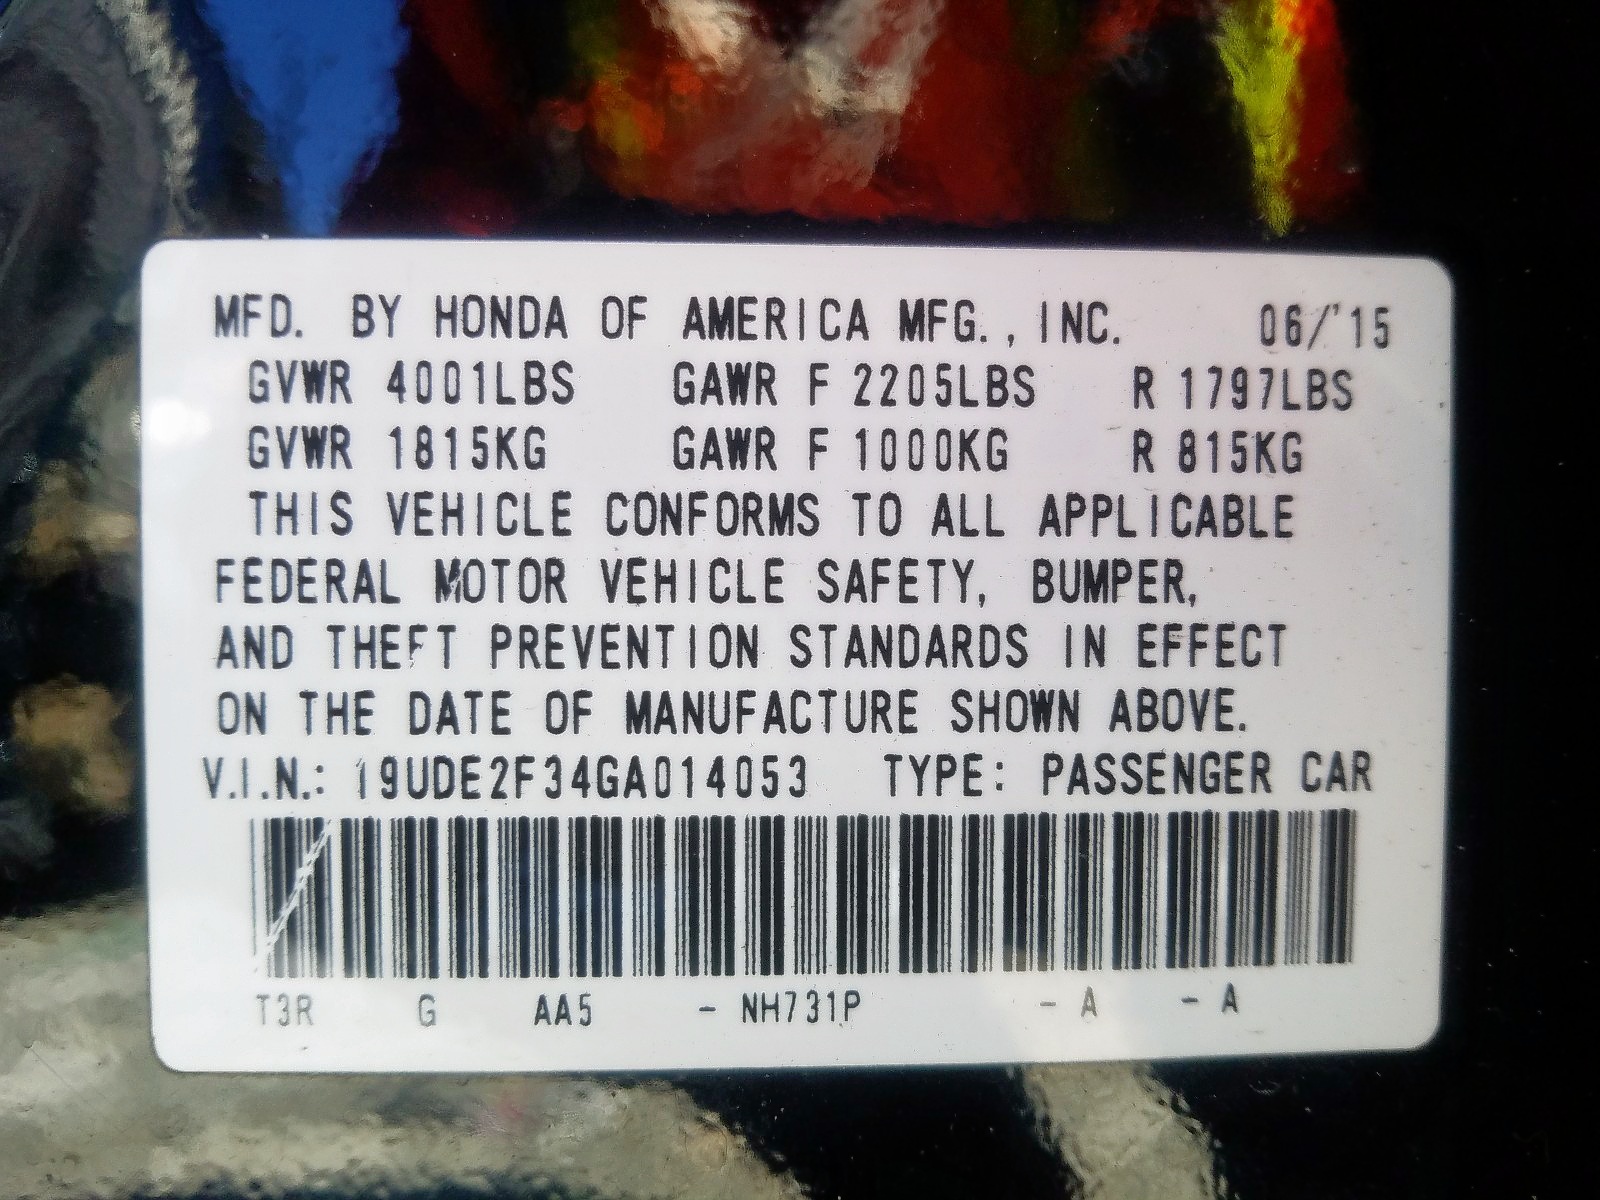 MFD. BY HONDA OF AMERICA MFG., INC. 06/'15
GVWR 4001LBS GAWR F 2205LBS R 1797LBS
GVWR 1815KG GAWR F 1000KG R 815KG
THIS VEHICLE CONFORMS TO ALL APPLICABLE
FEDERAL MOTOR VEHICLE SAFETY, BUMPER,
AND THEFT PREVENTION STANDARDS IN EFFECT
ON THE DATE OF MANUFACTURE SHOWN ABOVE.
V.I.N.: 19UDE2F34GA014053 TYPE: PASSENGER CAR
T3R G AA5 - NH731P - A - A